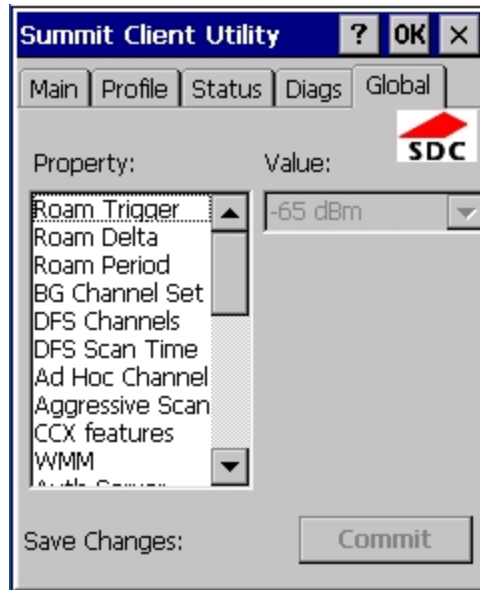 Summit Client Utility ? OK ×
Main Profile Status Diags Global
SDC
Property: Value:
Roam Trigger -65 dBm
Roam Delta
Roam Period
BG Channel Set
DFS Channels
DFS Scan Time
Ad Hoc Channel
Aggressive Scan
CCX features
WMM
Save Changes: Commit